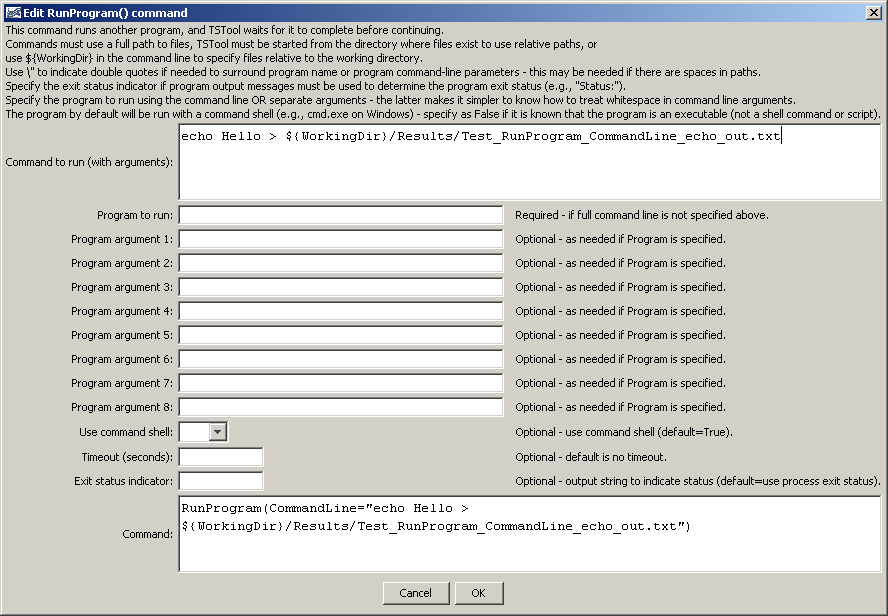 Edit RunProgram() command
This command runs another program, and TSTool waits for it to complete before continuing.
Commands must use a full path to files, TSTool must be started from the directory where files exist to use relative paths, or
use ${WorkingDir} in the command line to specify files relative to the working directory.
Use \" to indicate double quotes if needed to surround program name or program command-line parameters - this may be needed if there are spaces in paths.
Specify the exit status indicator if program output messages must be used to determine the program exit status (e.g., "Status:").
Specify the program to run using the command line OR separate arguments - the latter makes it simpler to know how to treat whitespace in command line arguments.
The program by default will be run with a command shell (e.g., cmd.exe on Windows) - specify as False if it is known that the program is an executable (not a shell command or script).
echo Hello > ${WorkingDir}/Results/Test_RunProgram_CommandLine_echo_out.txt
Command to run (with arguments):
Program to run: Required - if full command line is not specified above.
Program argument 1: Optional - as needed if Program is specified.
Program argument 2: Optional - as needed if Program is specified.
Program argument 3: Optional - as needed if Program is specified.
Program argument 4: Optional - as needed if Program is specified.
Program argument 5: Optional - as needed if Program is specified.
Program argument 6: Optional - as needed if Program is specified.
Program argument 7: Optional - as needed if Program is specified.
Program argument 8: Optional - as needed if Program is specified.
Use command shell: Optional - use command shell (default=True).
Timeout (seconds): Optional - default is no timeout.
Exit status indicator: Optional - output string to indicate status (default=use process exit status).
RunProgram(CommandLine="echo Hello >
${WorkingDir}/Results/Test_RunProgram_CommandLine_echo_out.txt")
Command:
Cancel OK